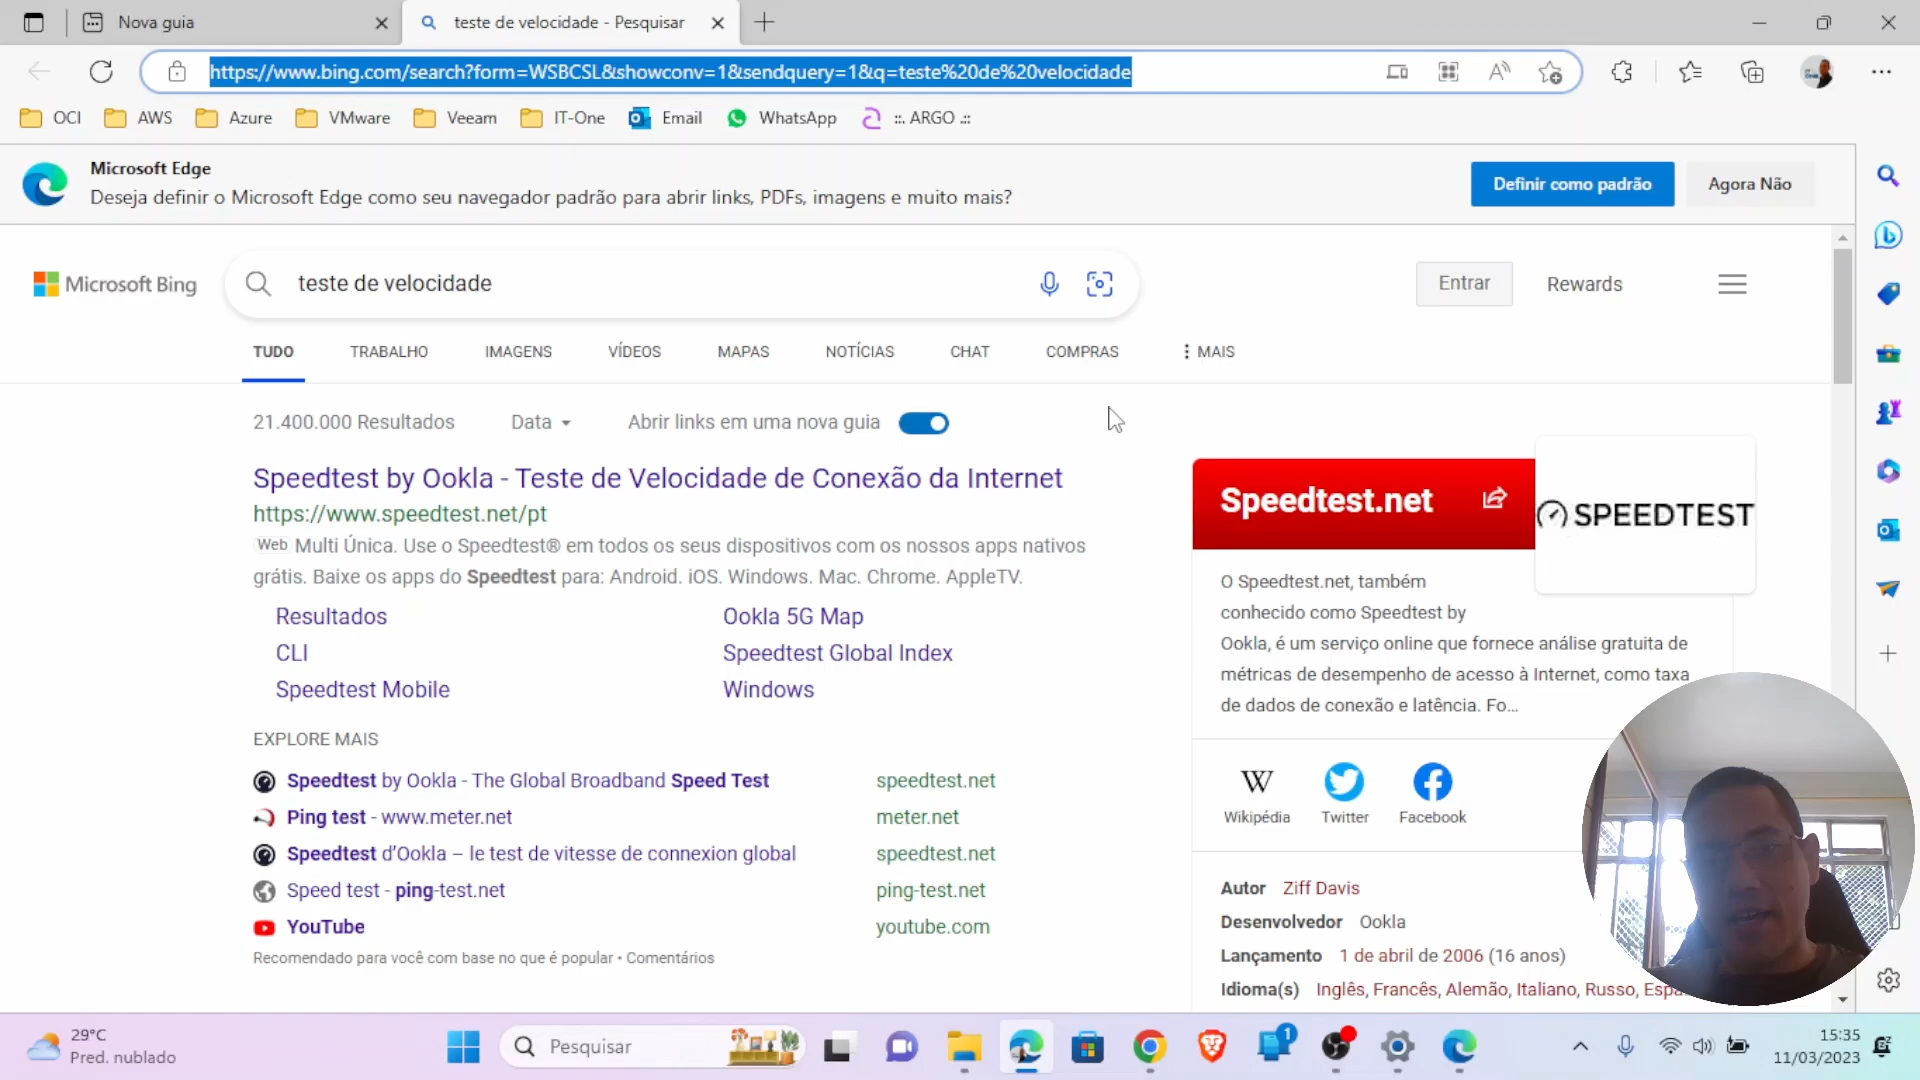 Nova guia
teste de velocidade - Pesquisar
https://www.bing.com/search?form=WSBCSL&showconv=1&sendquery=1&q=teste%20de%20velocidade
OCI AWS Azure VMware Veeam IT-One Email WhatsApp ::. ARGO .::
Microsoft Edge
Deseja definir o Microsoft Edge como seu navegador padrão para abrir links, PDFs, imagens e muito mais?
Definir como padrão
Agora Não
Microsoft Bing
teste de velocidade
Entrar
Rewards
TUDO TRABALHO IMAGENS VÍDEOS MAPAS NOTÍCIAS CHAT COMPRAS MAIS
21.400.000 Resultados Data Abrir links em uma nova guia
Speedtest by Ookla - Teste de Velocidade de Conexão da Internet
https://www.speedtest.net/pt
Web Multi Única. Use o Speedtest® em todos os seus dispositivos com os nossos apps nativos
grátis. Baixe os apps do Speedtest para: Android. iOS. Windows. Mac. Chrome. AppleTV.
Resultados Ookla 5G Map
CLI Speedtest Global Index
Speedtest Mobile Windows
EXPLORE MAIS
Speedtest by Ookla - The Global Broadband Speed Test speedtest.net
Ping test - www.meter.net meter.net
Speedtest d'Ookla – le test de vitesse de connexion global speedtest.net
Speed test - ping-test.net ping-test.net
YouTube youtube.com
Recomendado para você com base no que é popular • Comentários
Speedtest.net
SPEEDTEST
O Speedtest.net, também
conhecido como Speedtest by
Ookla, é um serviço online que fornece análise gratuita de
métricas de desempenho de acesso à Internet, como taxa
de dados de conexão e latência. Fo...
Wikipédia Twitter Facebook
Autor Ziff Davis
Desenvolvedor Ookla
Lançamento 1 de abril de 2006 (16 anos)
Idioma(s) Inglês, Francês, Alemão, Italiano, Russo,
29°C
Pred. nublado
Pesquisar
1
15:35
11/03/2023